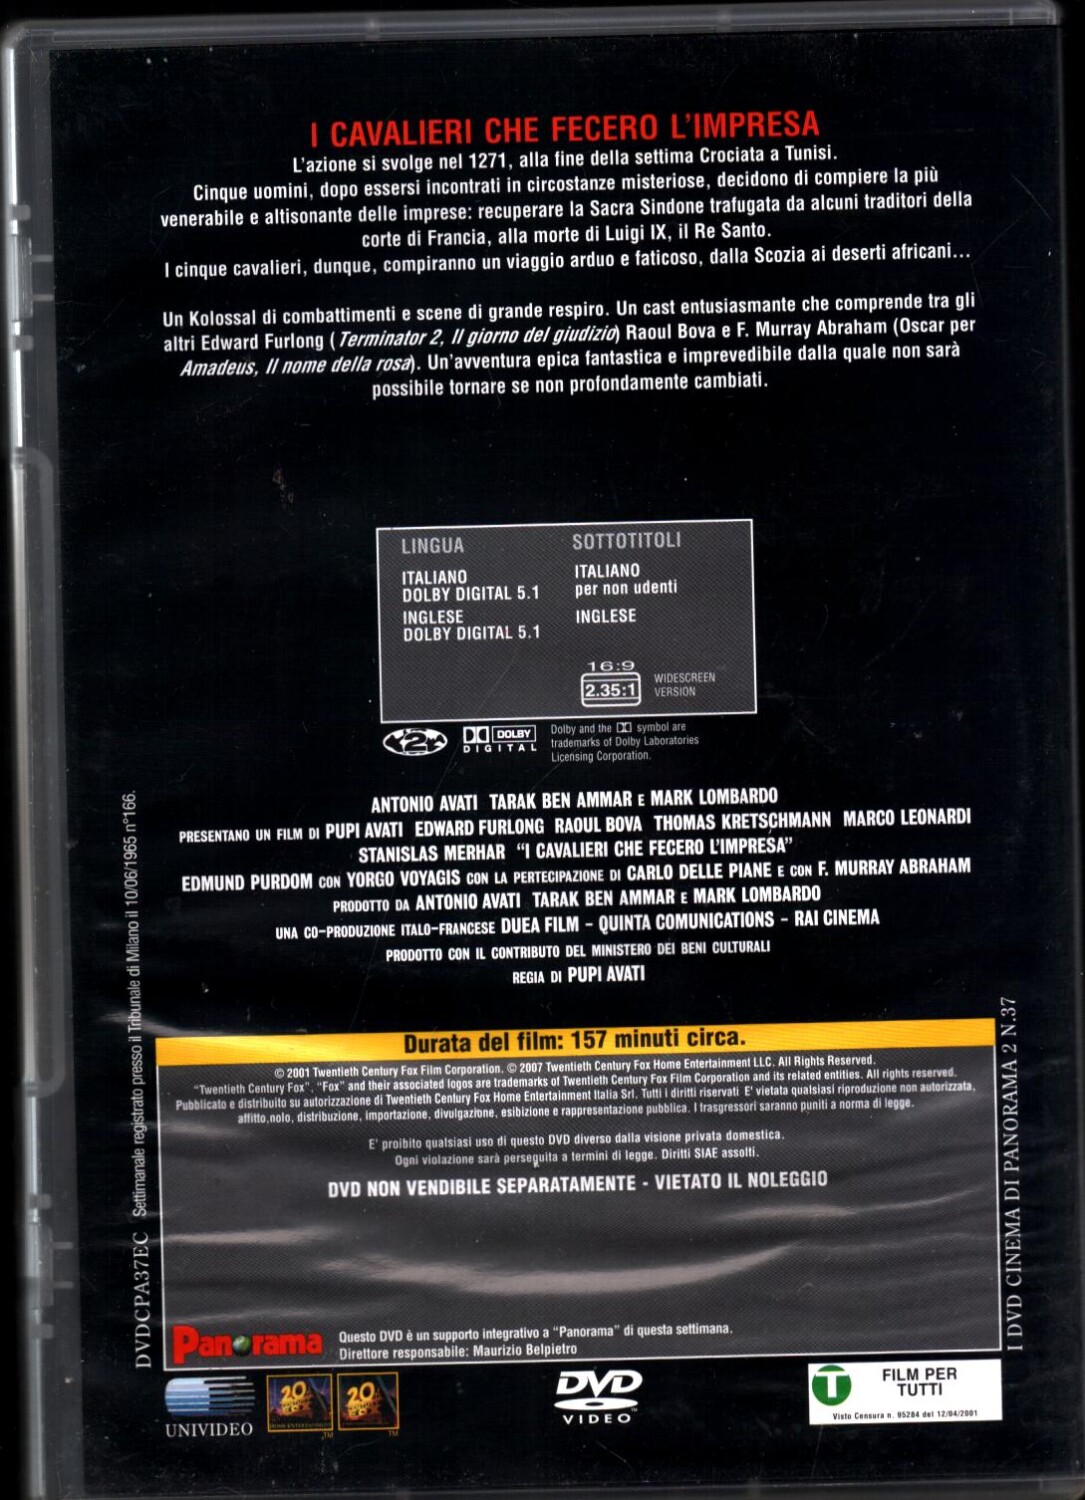 I CAVALIERI CHE FECERO L'IMPRESA
L'azione si svolge nel 1271, alla fine della settima Crociata a Tunisi.
Cinque uomini, dopo essersi incontrati in circostanze misteriose, decidono di compiere la più
venerabile e altisonante delle imprese: recuperare la Sacra Sindone trafugata da alcuni traditori della
corte di Francia, alla morte di Luigi IX, il Re Santo.
I cinque cavalieri, dunque, compiranno un viaggio arduo e faticoso, dalla Scozia ai deserti africani...
Un Kolossal di combattimenti e scene di grande respiro. Un cast entusiasmante che comprende tra gli
altri Edward Furlong (Terminator 2, Il giorno del giudizio) Raoul Bova e F. Murray Abraham (Oscar per
Amadeus, Il nome della rosa). Un'avventura epica fantastica e imprevedibile dalla quale non sarà
possibile tornare se non profondamente cambiati.
LINGUA
ITALIANO
DOLBY DIGITAL 5.1
INGLESE
DOLBY DIGITAL 5.1
SOTTOTITOLI
ITALIANO
per non udenti
INGLESE
16:9
2.35:1
WIDESCREEN
VERSION
2
DOLBY
DIGITAL
Dolby and the symbol are
trademarks of Dolby Laboratories
Licensing Corporation.
ANTONIO AVATI TARAK BEN AMMAR E MARK LOMBARDO
PRESENTANO UN FILM DI PUPI AVATI EDWARD FURLONG RAOUL BOVA THOMAS KRETSCHMANN MARCO LEONARDI
STANISLAS MERHAR "I CAVALIERI CHE FECERO L'IMPRESA"
EDMUND PURDOM CON YORGO VOYAGIS CON LA PERTECIPAZIONE DI CARLO DELLE PIANE E CON F. MURRAY ABRAHAM
PRODOTTO DA ANTONIO AVATI TARAK BEN AMMAR E MARK LOMBARDO
UNA CO-PRODUZIONE ITALO-FRANCESE DUEA FILM - QUINTA COMUNICATIONS - RAI CINEMA
PRODOTTO CON IL CONTRIBUTO DEL MINISTERO DEI BENI CULTURALI
REGIA DI PUPI AVATI
Durata del film: 157 minuti circa.
© 2001 Twentieth Century Fox Film Corporation. © 2007 Twentieth Century Fox Home Entertainment LLC. All Rights Reserved.
"Twentieth Century Fox", "Fox" and their associated logos are trademarks of Twentieth Century Fox Film Corporation and its related entities. All rights reserved.
Pubblicato e distribuito su autorizzazione di Twentieth Century Fox Home Entertainment Italia Srl. Tutti i diritti riservati E' vietata qualsiasi riproduzione non autorizzata,
affitto,nolo, distribuzione, importazione, divulgazione, esibizione e rappresentazione pubblica. I trasgressori saranno puniti a norma di legge.
E' proibito qualsiasi uso di questo DVD diverso dalla visione privata domestica.
Ogni violazione sarà perseguita a termini di legge. Diritti SIAE assolti.
DVD NON VENDIBILE SEPARATAMENTE - VIETATO IL NOLEGGIO
Panorama
Questo DVD è un supporto integrativo a "Panorama" di questa settimana.
Direttore responsabile: Maurizio Belpietro
DVDCPA37EC Settimanale registrato presso il Tribunale di Milano il 10/06/1965 n°166.
I DVD CINEMA DI PANORAMA 2 N.37
UNIVIDEO
20
TM
20
TM
DVD
VIDEO
T
FILM PER
TUTTI
Visto Censura n. 95284 del 12/04/2001